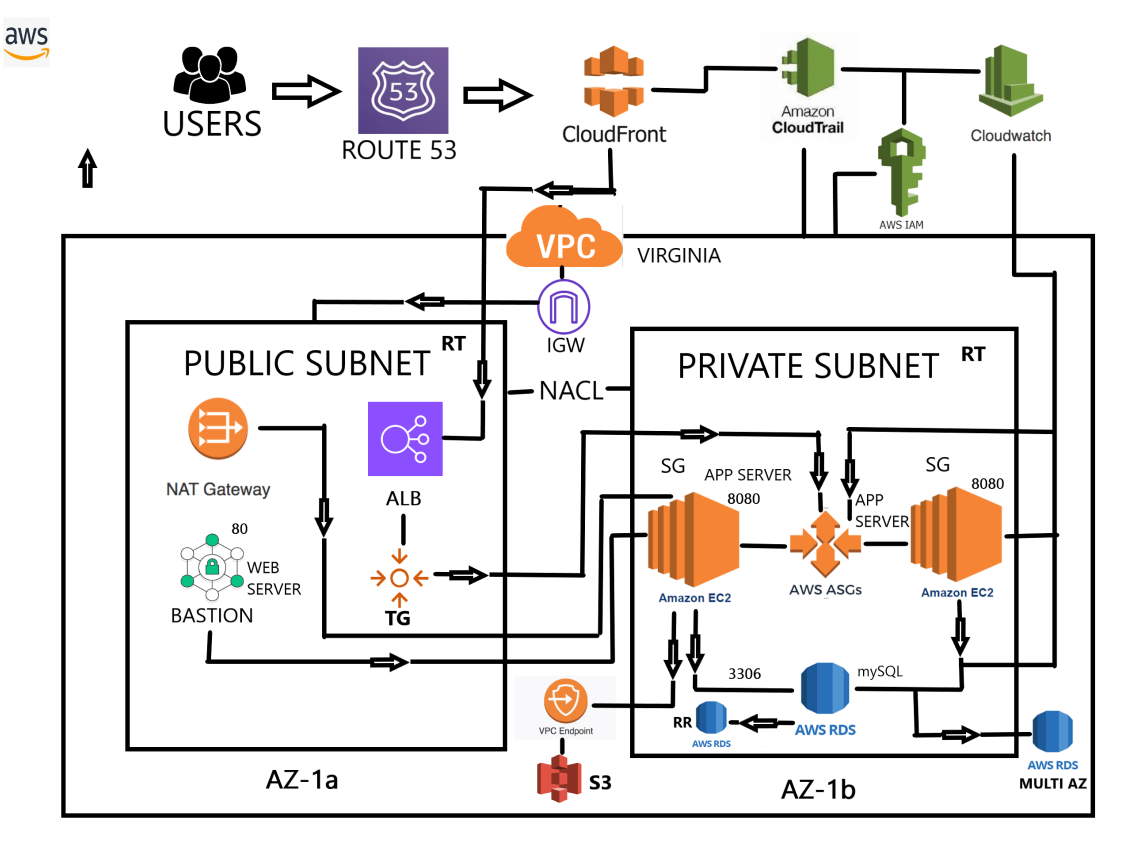 aws
USERS
53
ROUTE 53
CloudFront
Amazon
CloudTrail
Cloudwatch
AWS IAM
VPC
VIRGINIA
IGW
PUBLIC SUBNET
RT
NACL
PRIVATE SUBNET
RT
NAT Gateway
ALB
80
WEB
SERVER
BASTION
TG
SG
APP SERVER
8080
Amazon EC2
AWS ASGs
APP
SERVER
SG
8080
Amazon EC2
3306
mySQL
AWS RDS
RR
AWS RDS
VPC Endpoint
S3
AWS RDS
MULTI AZ
AZ-1a
AZ-1b